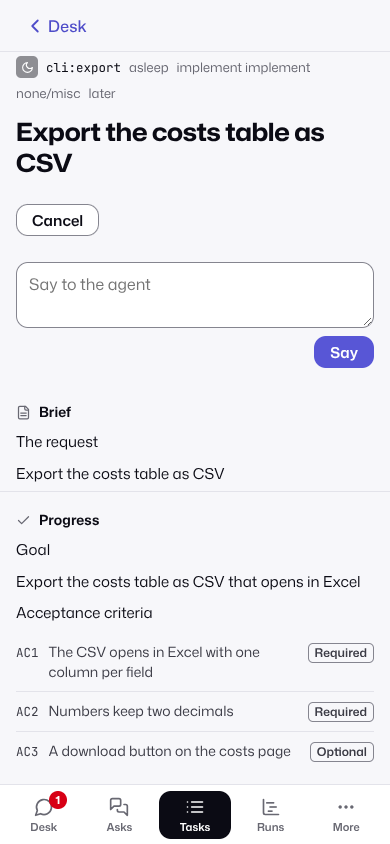 Desk
cli:export asleep implement implement
none/misc later
Export the costs table as
CSV
Cancel
Say to the agent
Say
Brief
The request
Export the costs table as CSV
Progress
Goal
Export the costs table as CSV that opens in Excel
Acceptance criteria
AC1 The CSV opens in Excel with one Required
column per field
AC2 Numbers keep two decimals Required
AC3 A download button on the costs page Optional
1
Desk Asks Tasks Runs More